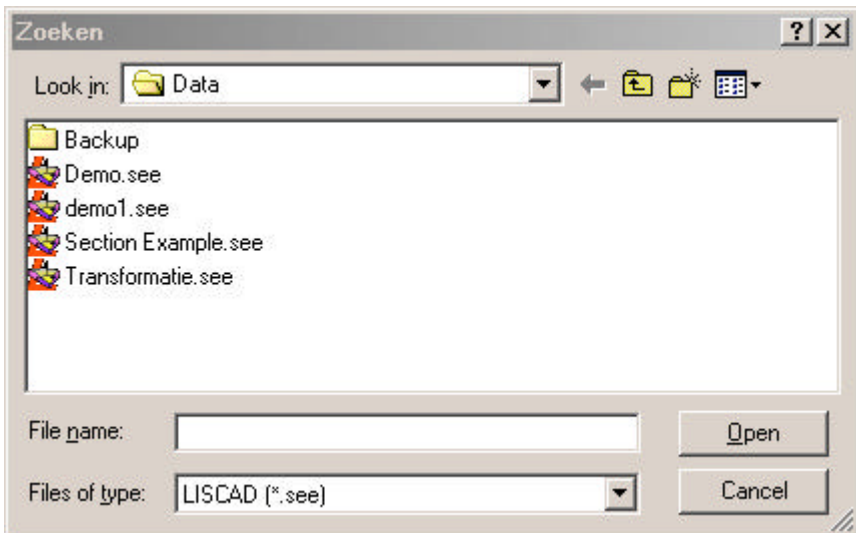 Zoeken
Look in: Data
Backup
Demo.see
demo1.see
Section Example.see
Transformatie.see
File name:
Open
Files of type: LISCAD (*.see)
Cancel